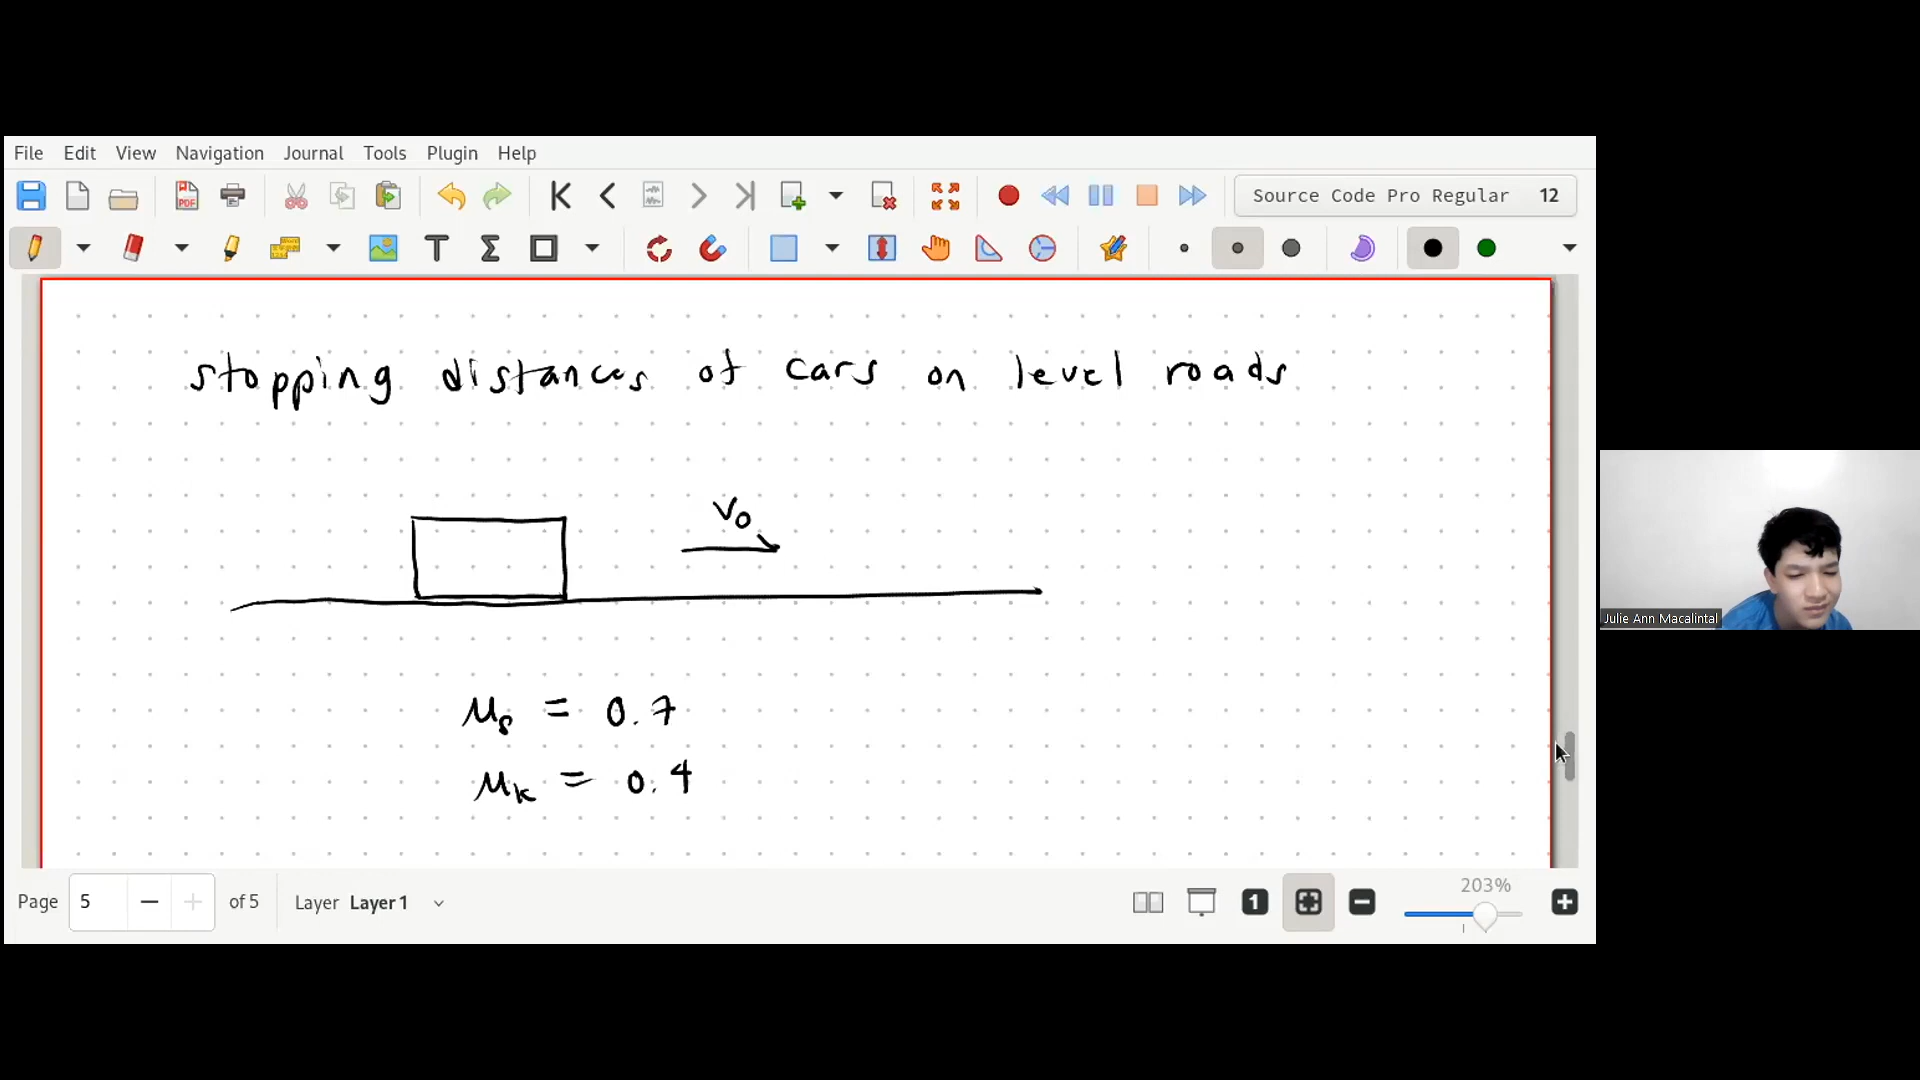 File Edit View Navigation Journal Tools Plugin Help
Source Code Pro Regular 12
stopping distances of cars on level roads
v₀
μₛ = 0.7
μₖ = 0.4
Julie Ann Macalintal
Page 5 of 5 Layer Layer 1 203%